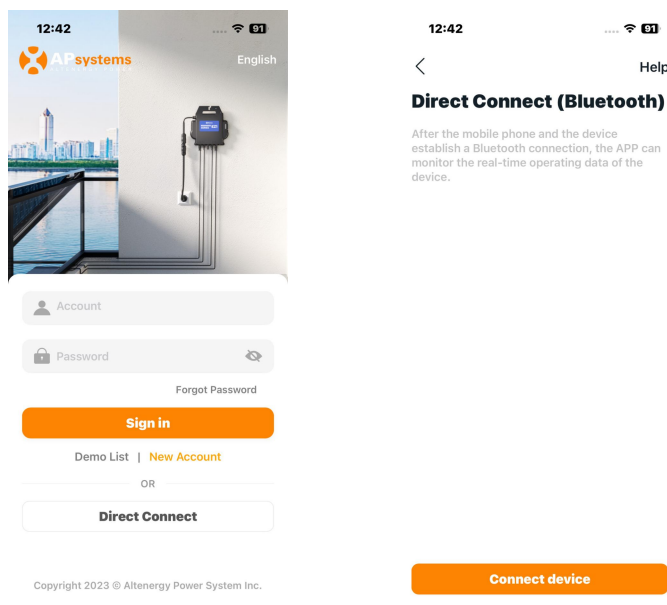 12:42
91
APsystems
English
Account
Password
Forgot Password
Sign in
Demo List | New Account
OR
Direct Connect
Copyright 2023 © Altenergy Power System Inc.
12:42
91
Help
Direct Connect (Bluetooth)
After the mobile phone and the device
establish a Bluetooth connection, the APP can
monitor the real-time operating data of the
device.
Connect device